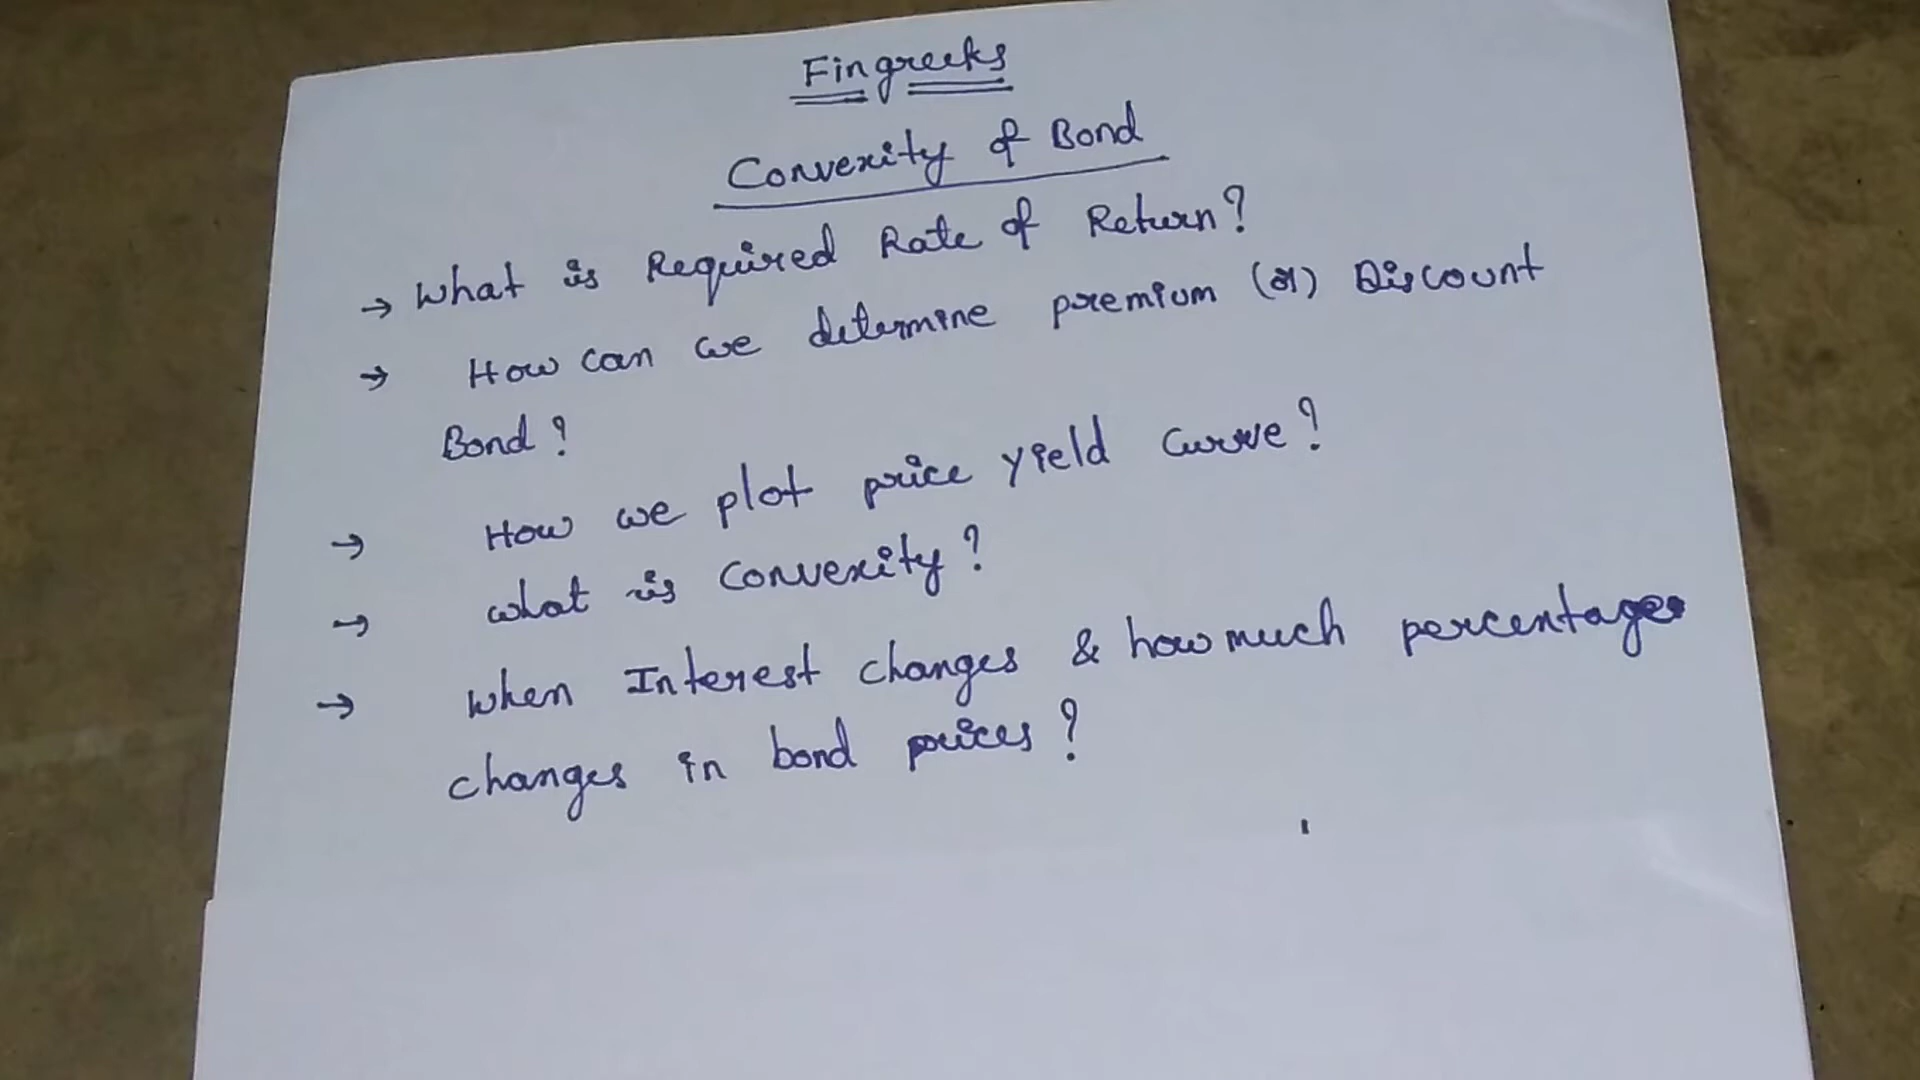 Fingreeks
Convexity of Bond
→ What is Required Rate of Return?
→ How can we determine premium (or) Discount
Bond?
→ How we plot price yield curve?
→ what is convexity?
→ when Interest changes & how much percentage
changes in bond prices?